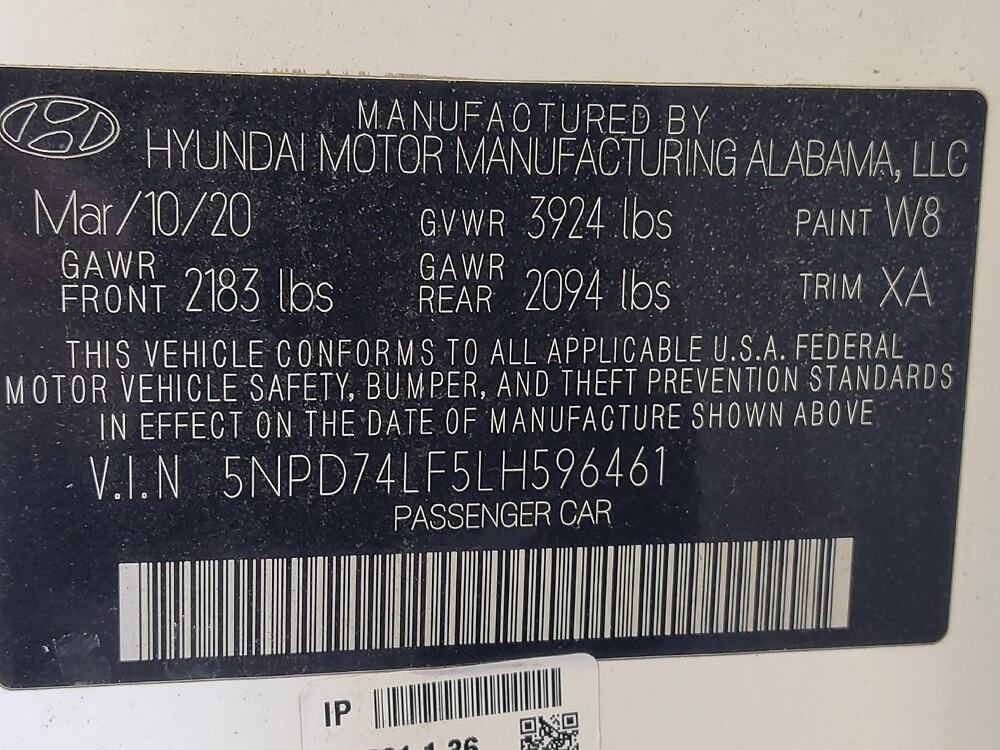 MANUFACTURED BY
HYUNDAI MOTOR MANUFACTURING ALABAMA, LLC
Mar/10/20 GVWR 3924 lbs PAINT W8
GAWR FRONT 2183 lbs GAWR REAR 2094 lbs TRIM XA
THIS VEHICLE CONFORMS TO ALL APPLICABLE U.S.A. FEDERAL
MOTOR VEHICLE SAFETY, BUMPER, AND THEFT PREVENTION STANDARDS
IN EFFECT ON THE DATE OF MANUFACTURE SHOWN ABOVE
V.I.N 5NPD74LF5LH596461
PASSENGER CAR
IP